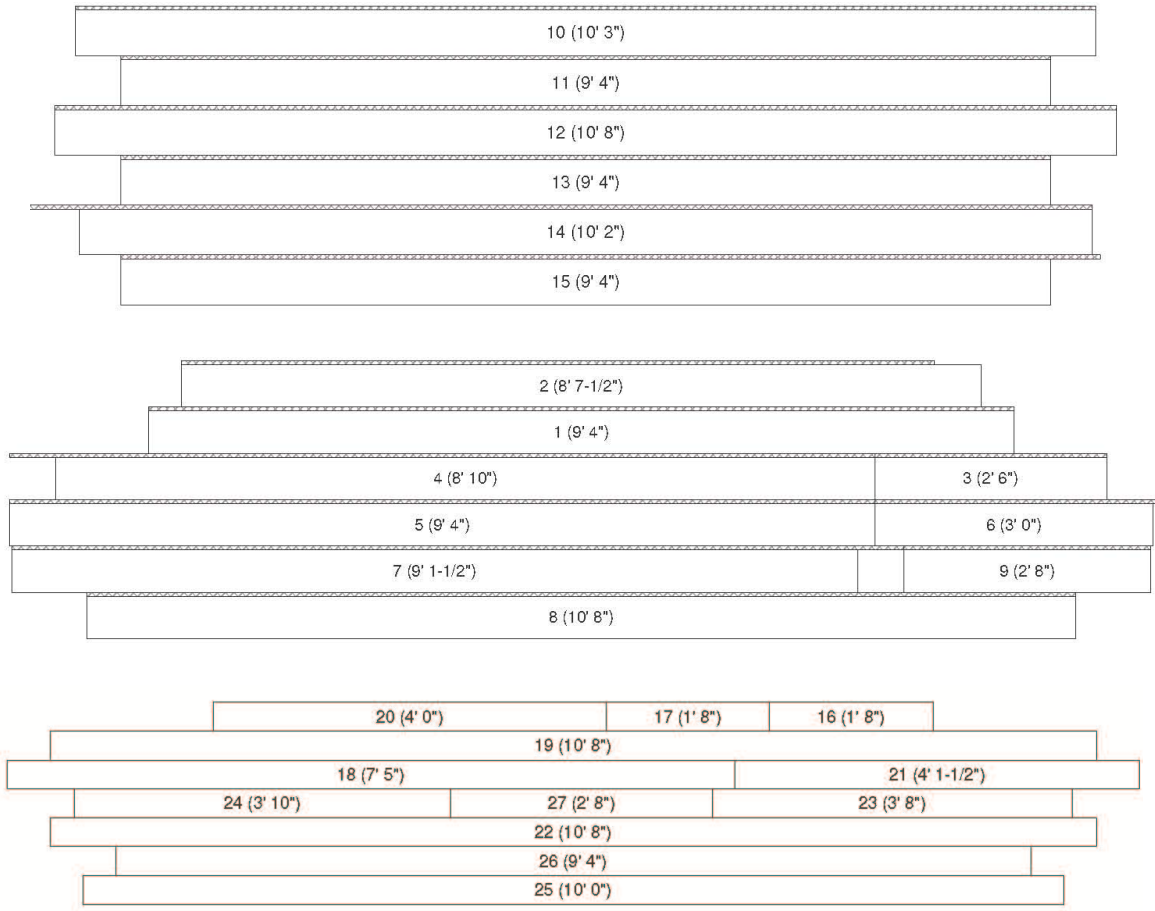 10 (10' 3")
11 (9' 4")
12 (10' 8")
13 (9' 4")
14 (10' 2")
15 (9' 4")
2 (8' 7-1/2")
1 (9' 4")
4 (8' 10") 3 (2' 6")
5 (9' 4") 6 (3' 0")
7 (9' 1-1/2") 9 (2' 8")
8 (10' 8")
20 (4' 0") 17 (1' 8") 16 (1' 8")
19 (10' 8")
18 (7' 5") 21 (4' 1-1/2")
24 (3' 10") 27 (2' 8") 23 (3' 8")
22 (10' 8")
26 (9' 4")
25 (10' 0")